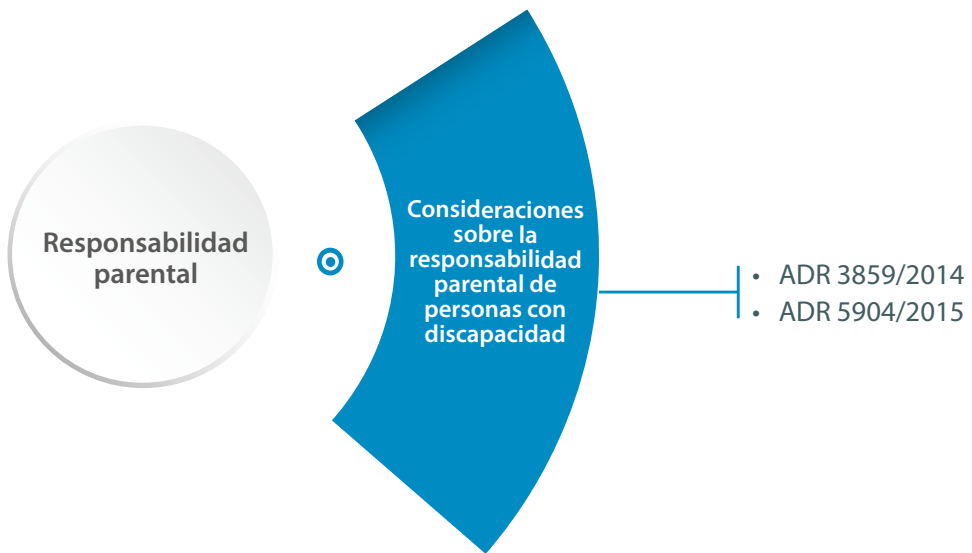 Responsabilidad
parental
Consideraciones
sobre la
responsabilidad
parental de
personas con
discapacidad
• ADR 3859/2014
• ADR 5904/2015